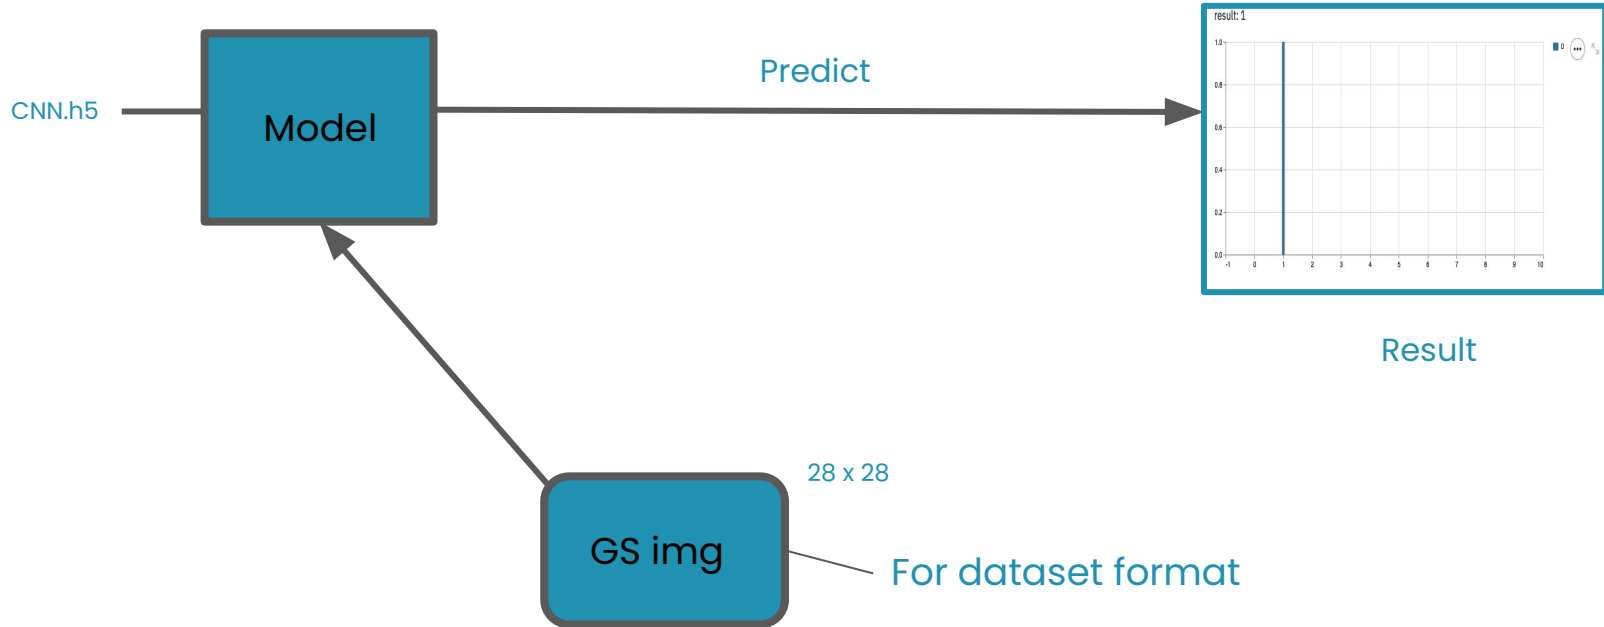 result: 1
1.0
0
•••
0.8
0.6
0.4
0.2
0.0
-1 0 1 2 3 4 5 6 7 8 9 10
Predict
CNN.h5
Model
Result
28 x 28
GS img
For dataset format